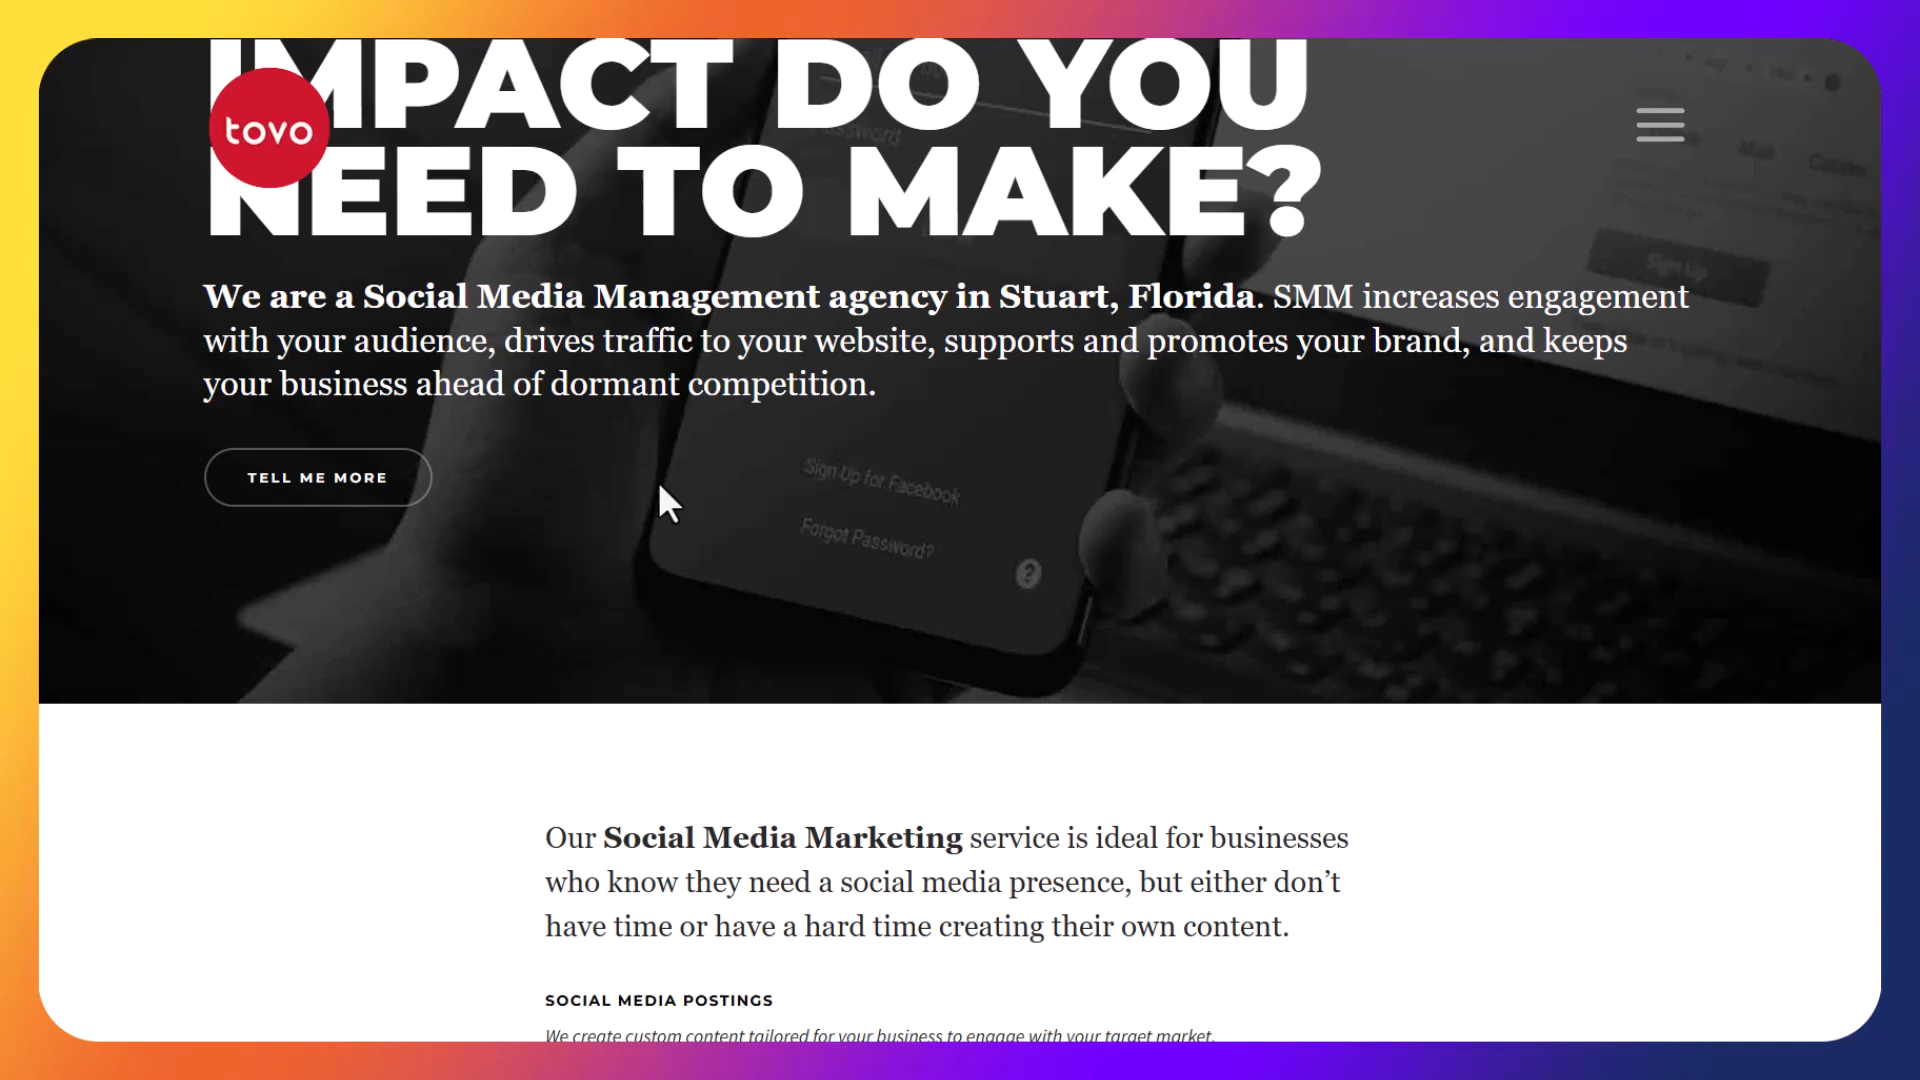 IMPACT DO YOU
NEED TO MAKE?
tovo
We are a Social Media Management agency in Stuart, Florida. SMM increases engagement
with your audience, drives traffic to your website, supports and promotes your brand, and keeps
your business ahead of dormant competition.
TELL ME MORE
Password
Sign Up
Sign Up for Facebook
Forgot Password?
?
Our Social Media Marketing service is ideal for businesses
who know they need a social media presence, but either don’t
have time or have a hard time creating their own content.
SOCIAL MEDIA POSTINGS
We create custom content tailored for your business to engage with your target market.